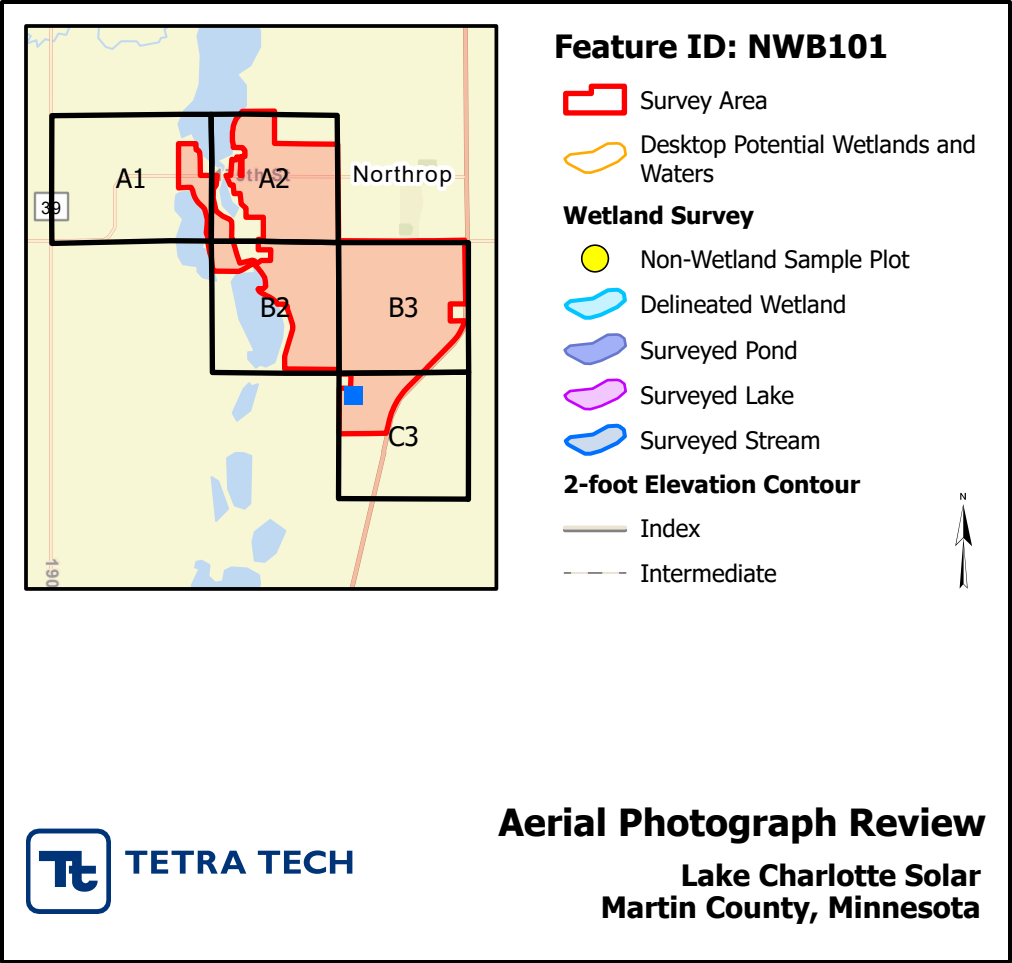 Feature ID: NWB101
Survey Area
Desktop Potential Wetlands and
Waters
Wetland Survey
Non-Wetland Sample Plot
Delineated Wetland
Surveyed Pond
Surveyed Lake
Surveyed Stream
2-foot Elevation Contour
Index
Intermediate
N
A1
A2
Northrop
39
B2
B3
C3
190
Tt
TETRA TECH
Aerial Photograph Review
Lake Charlotte Solar
Martin County, Minnesota